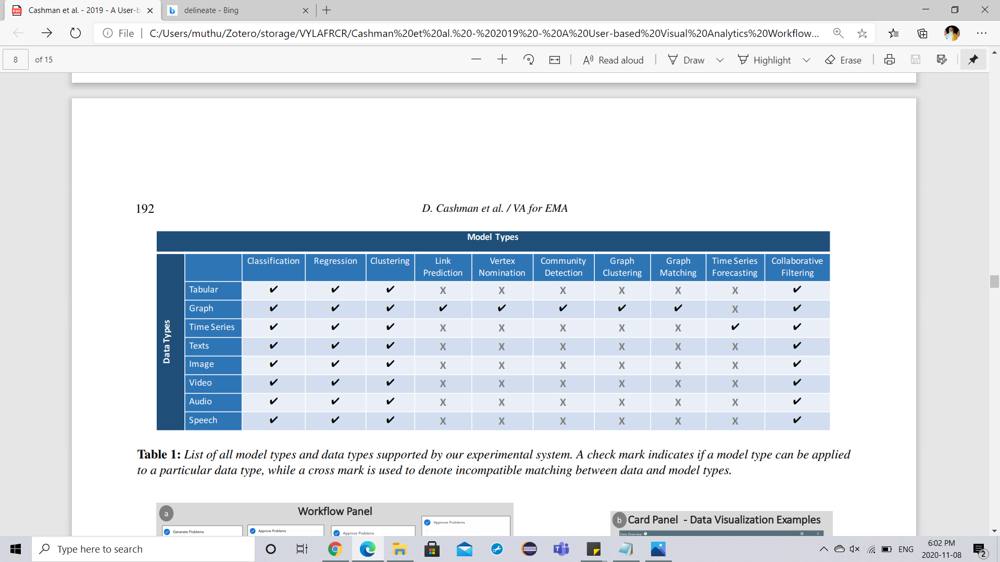 Cashman et al. - 2019 - A User-b
delineate - Bing
File
C:/Users/muthu/Zotero/storage/VYLAFRCR/Cashman%20et%20al.%20-%202019%20-%20A%20User-based%20Visual%20Analytics%20Workflow...
8 of 15
Read aloud Draw Highlight Erase
192 D. Cashman et al. / VA for EMA
Model Types
Data Types
Classification Regression Clustering Link Prediction Vertex Nomination Community Detection Graph Clustering Graph Matching Time Series Forecasting Collaborative Filtering
Tabular ✔ ✔ ✔ X X X X X X ✔
Graph ✔ ✔ ✔ ✔ ✔ ✔ ✔ ✔ X ✔
Time Series ✔ ✔ ✔ X X X X X ✔ ✔
Texts ✔ ✔ ✔ X X X X X X ✔
Image ✔ ✔ ✔ X X X X X X ✔
Video ✔ ✔ ✔ X X X X X X ✔
Audio ✔ ✔ ✔ X X X X X X ✔
Speech ✔ ✔ ✔ X X X X X X ✔
Table 1: List of all model types and data types supported by our experimental system. A check mark indicates if a model type can be applied
to a particular data type, while a cross mark is used to denote incompatible matching between data and model types.
a Workflow Panel
Generate Problems
Approve Problems
Approve Problems
Approve Problems
b Card Panel - Data Visualization Examples
Data Overview
Type here to search
ENG
6:02 PM
2020-11-08
2